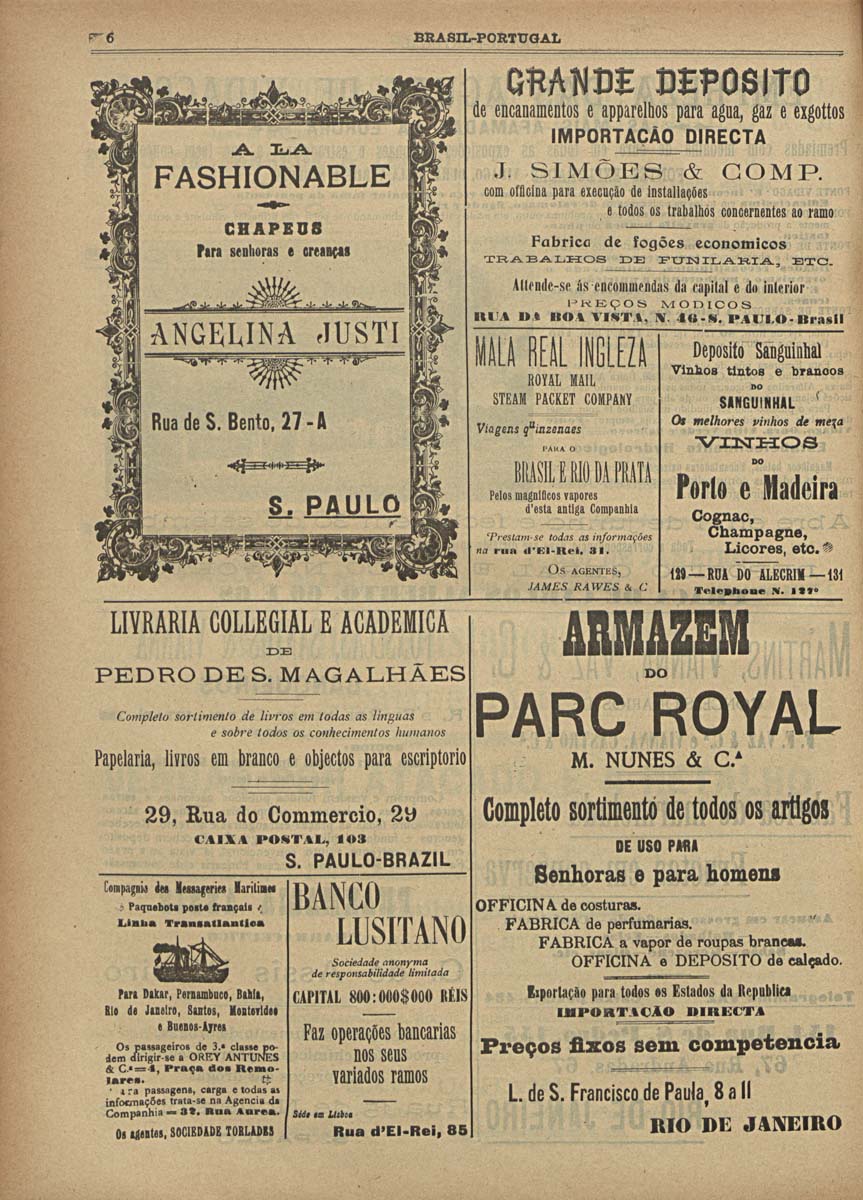 6
BRASIL-PORTUGAL
A LA
FASHIONABLE
CHAPEUS
Para senhoras e creanças
ANGELINA JUSTI
Rua de S. Bento, 27-A
S. PAULO
GRANDE DEPOSITO
de encanamentos e apparelhos para agua, gaz e exgottos
IMPORTACÃO DIRECTA
J. SIMÕES & COMP.
com officina para execução de installações
e todos os trabalhos concernentes ao ramo
Fabrica de fogões economicos
TRABALHOS DE FUNILARIA, ETC.
Attende-se ás encommendas da capital e do interior
PREÇOS MODICOS
RUA DA BOA VISTA, N. 46-S. PAULO-Brasil
MALA REAL INGLEZA
ROYAL MAIL
STEAM PACKET COMPANY
Viagens quinzenaes
PARA O
BRASIL E RIO DA PRATA
Pelos magnificos vapores
d'esta antiga Companhia
Prestam-se todas as informações
na rua d'El-Rei, 31.
OS AGENTES,
JAMES RAWES & C
Deposito Sanguinhal
Vinhos tintos e brancos
DO
SANGUINHAL
Os melhores vinhos de meza
VINHOS
DO
Porto e Madeira
Cognac,
Champagne,
Licores, etc.
129—RUA DO ALECRIM—131
Telephone N.
LIVRARIA COLLEGIAL E ACADEMICA
DE
PEDRO DE S. MAGALHÃES
Completo sortimento de livros em todas as linguas
e sobre todos os conhecimentos humanos
Papelaria, livros em branco e objectos para escriptorio
29, Rua do Commercio, 29
CAIXA POSTAL, 103
S. PAULO-BRAZIL
Compagnie des Messageries Maritimes
Paquebots poste français
Linha Transatlantica
Para Dakar, Pernambuco, Bahia,
Rio de Janeiro, Santos, Montevideo
e Buenos-Ayres
Os passageiros de 3.ª classe po-
dem dirigir-se a OREY ANTUNES
& C.ª=4, Praça dos Remo-
lares.
passagens, carga e todas as
informações trata-se na Agencia da
Companhia=32, Rua Aurea.
Os agentes, SOCIEDADE TORLADES
BANCO
LUSITANO
Sociedade anonyma
de responsabilidade limitada
CAPITAL 800:000$000 RÉIS
Faz operações bancarias
nos seus
variados ramos
Séde em Lisboa
Rua d'El-Rei, 85
ARMAZEM
DO
PARC ROYAL
M. NUNES & C.ª
Completo sortimento de todos os artigos
DE USO PARA
Senhoras e para homens
OFFICINA de costuras.
FABRICA de perfumarias.
FABRICA a vapor de roupas brancas.
OFFICINA e DEPOSITO de calçado.
Exportação para todos os Estados da Republica
IMPORTAÇÃO DIRECTA
Preços fixos sem competencia
L. de S. Francisco de Paula, 8 a 11
RIO DE JANEIRO